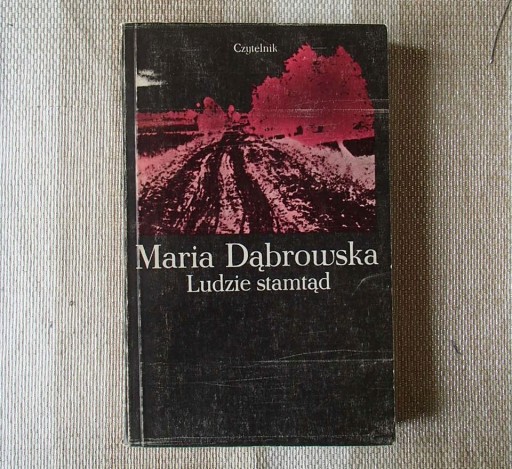 Czytelnik
Maria Dąbrowska
Ludzie stamtąd